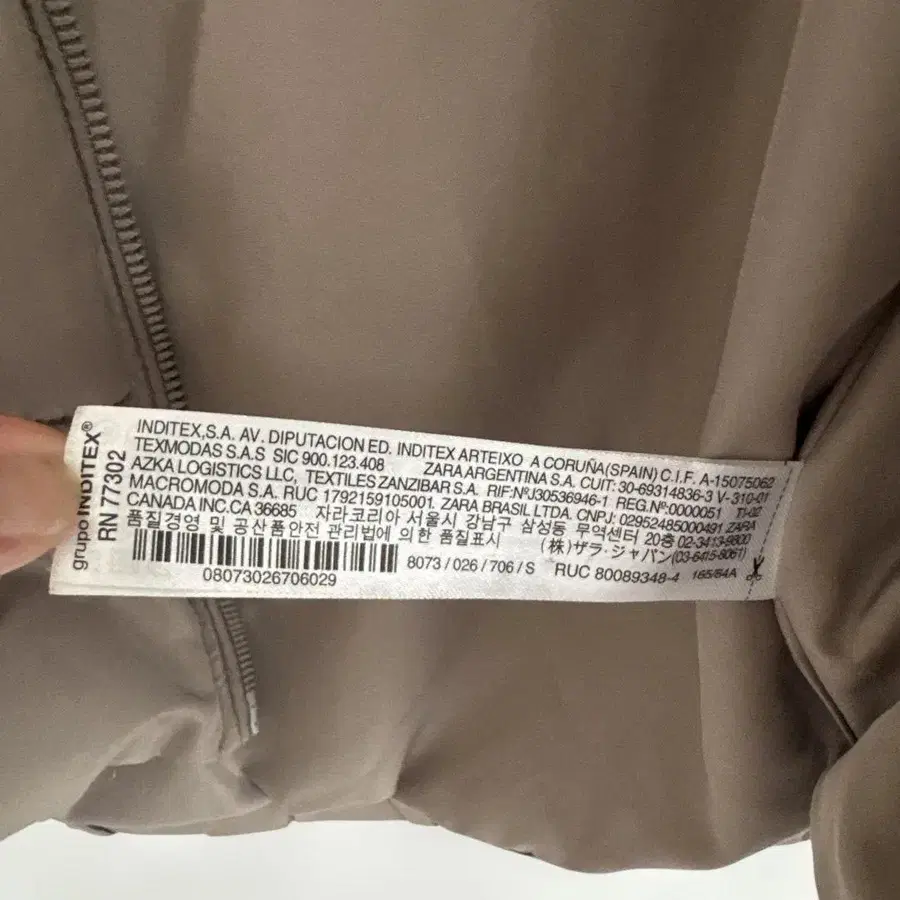 grupo INDITEX®
RN 77302
INDITEX,S.A. AV. DIPUTACION ED. INDITEX ARTEIXO A CORUÑA(SPAIN) C.I.F. A-15075062
TEXMODAS S.A.S SIC 900.123.408 ZARA ARGENTINA S.A. CUIT: 30-69314836-3 V-310-01
AZKA LOGISTICS LLC, TEXTILES ZANZIBAR S.A. RIF:Nº J30536946-1 REG.Nº:0000051 TI-02
MACROMODA S.A. RUC 1792159105001. ZARA BRASIL LTDA. CNPJ: 02952485000491 ZARA
CANADA INC.CA 36685 자라코리아 서울시 강남구 삼성동 무역센터 20층 02-3413-9800
품질경영 및 공산품안전 관리법에 의한 품질표시 (株)ザラ・ジャパン(03-6415-8061)
08073026706029
8073/026/706/S RUC 80089348-4 165/84A